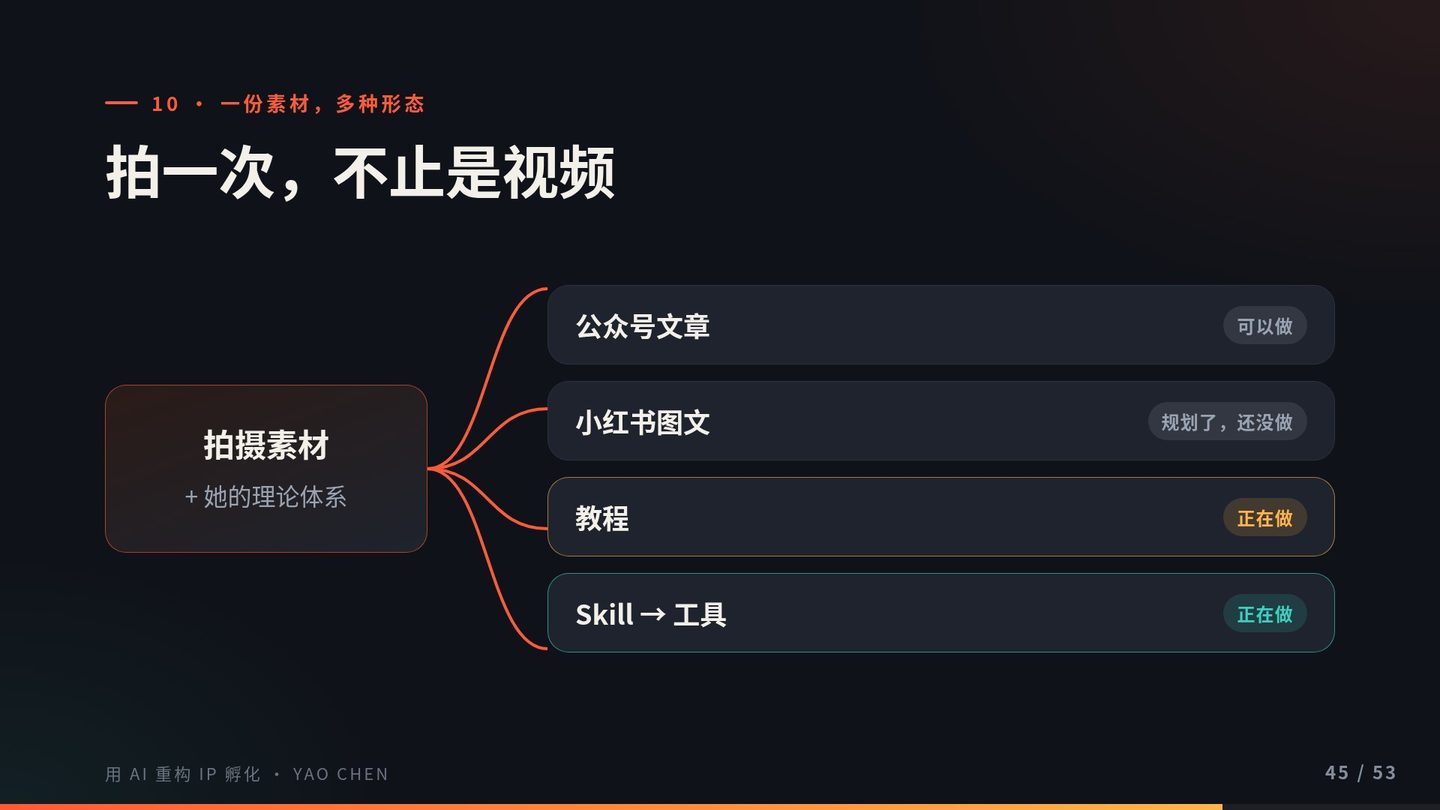 10 · 一份素材，多种形态
拍一次，不止是视频
公众号文章
可以做
小红书图文
规划了，还没做
拍摄素材
+ 她的理论体系
教程
正在做
Skill → 工具
正在做
用 AI 重构 IP 孵化 · YAO CHEN
45 / 53